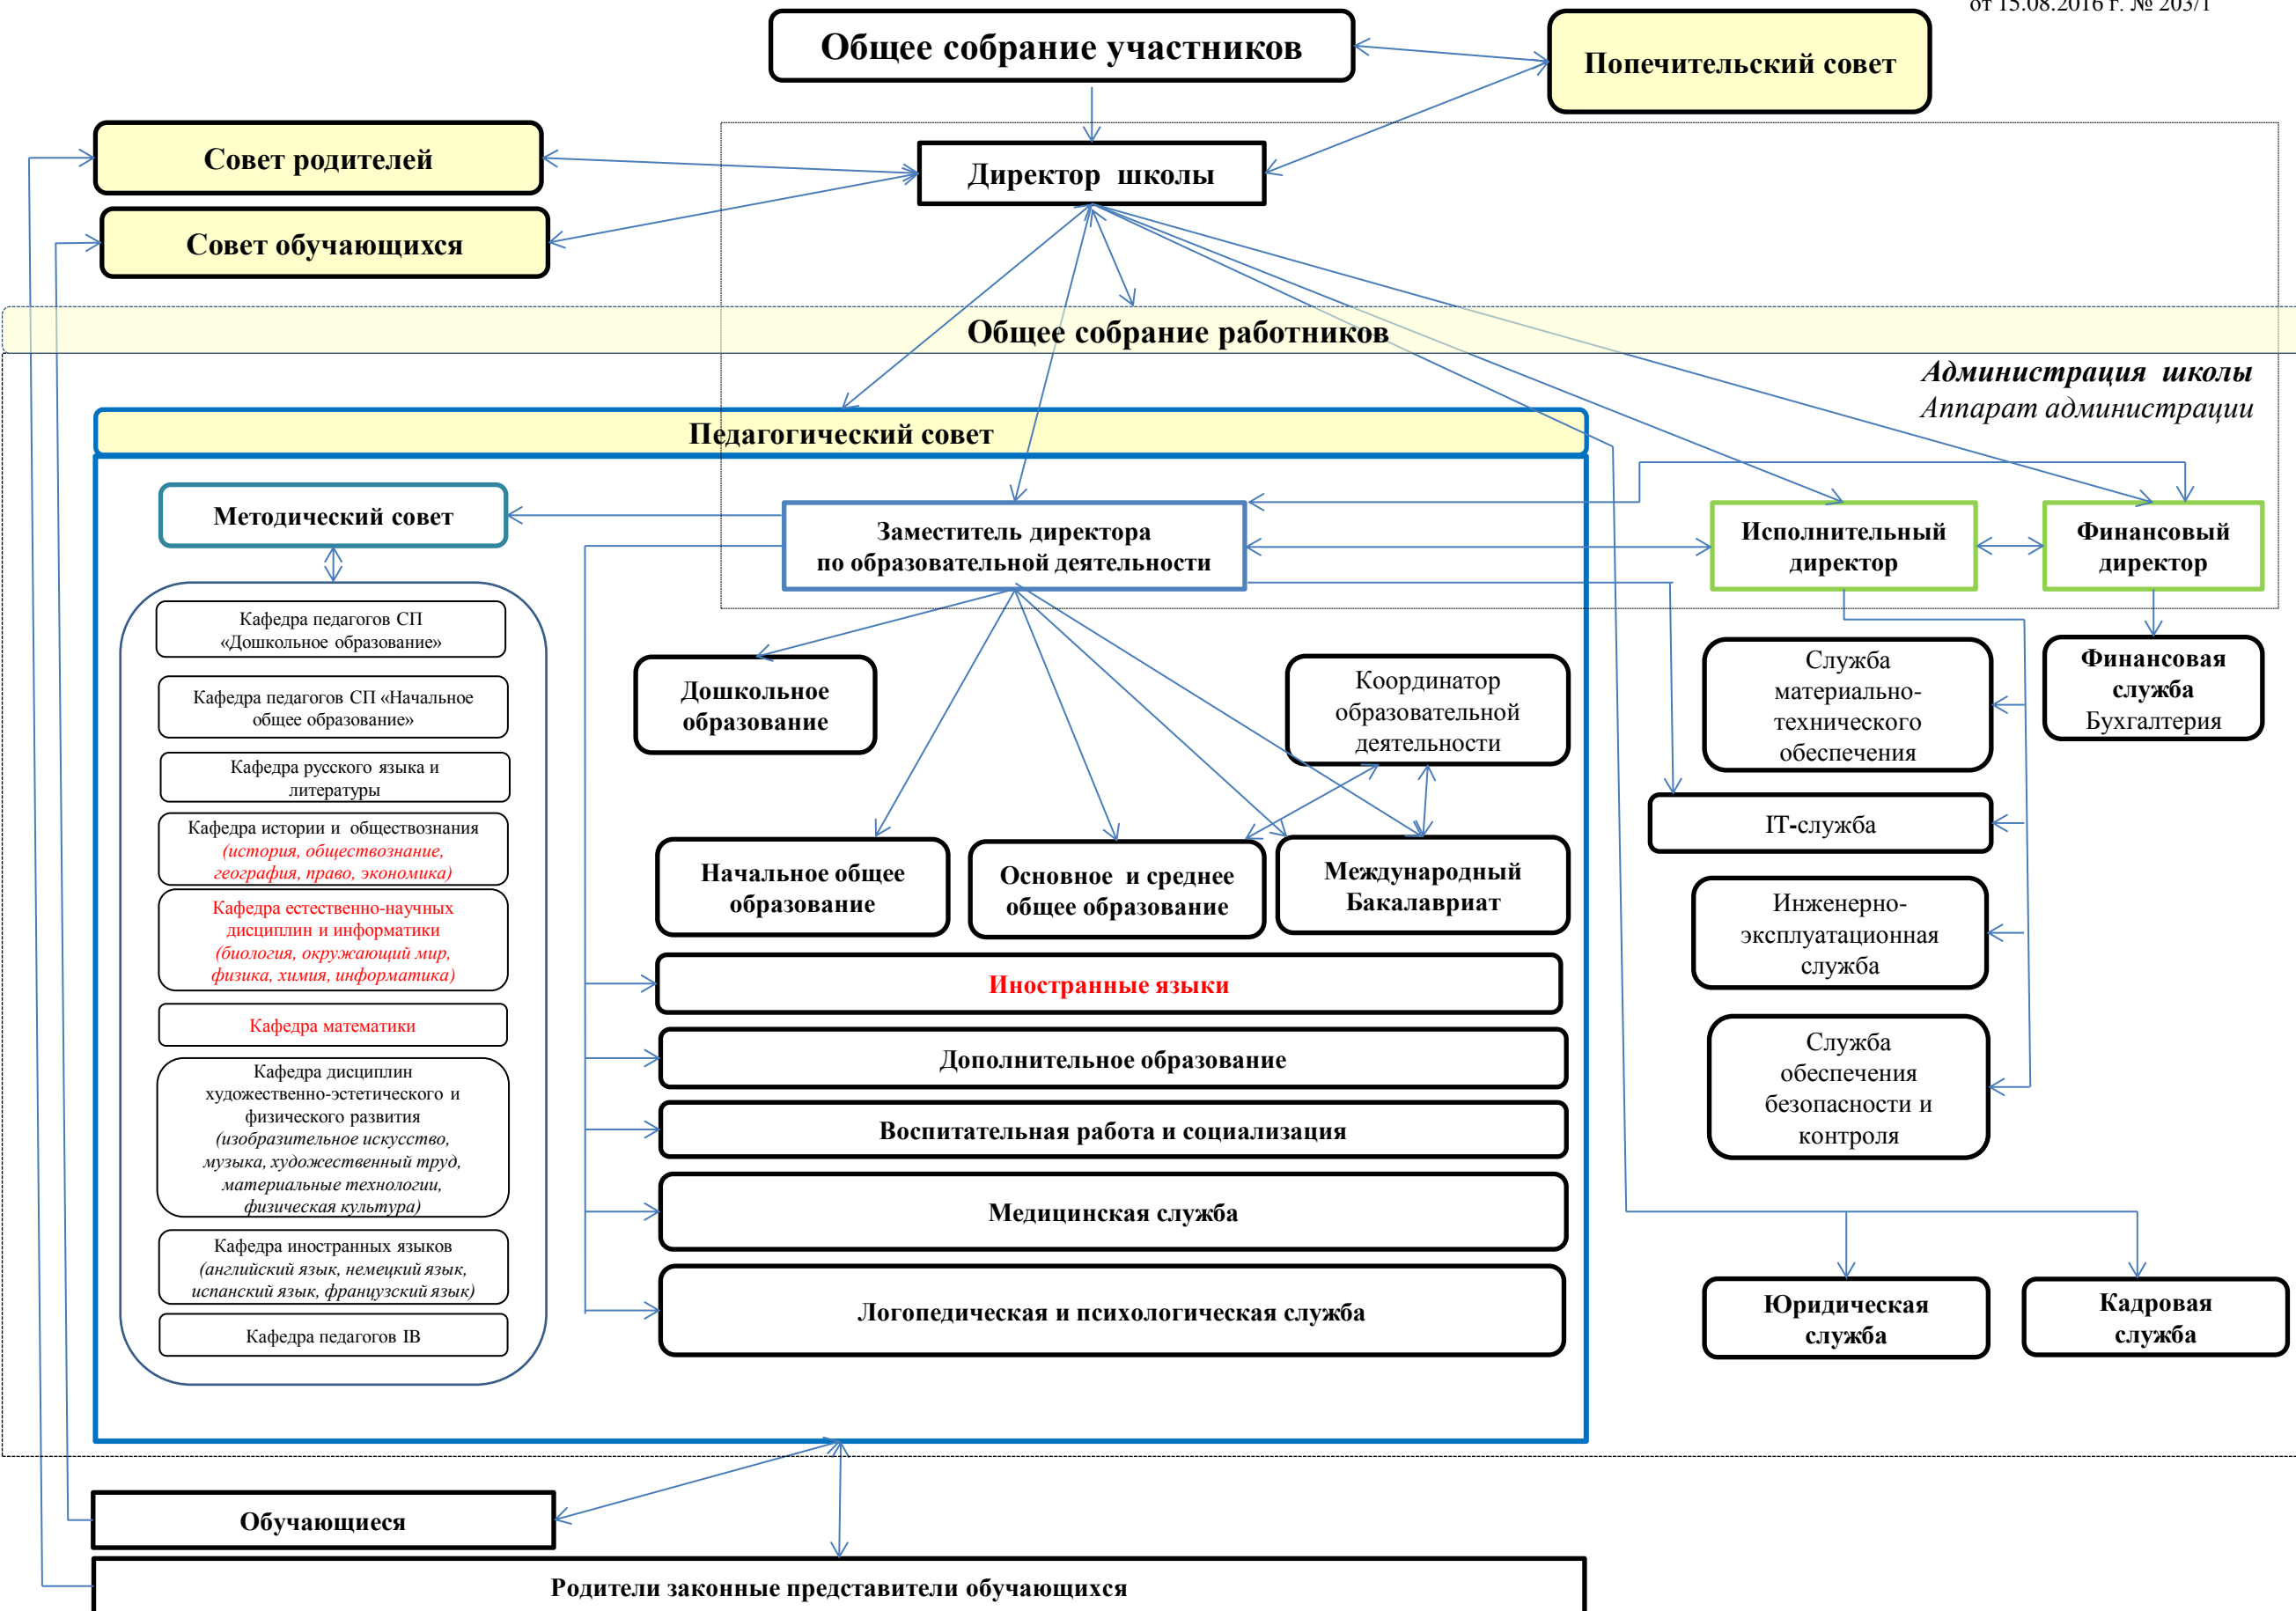 от 15.08.2016 г. № 203/1
Общее собрание участников
Попечительский совет
Совет родителей
Директор школы
Совет обучающихся
Общее собрание работников
Администрация школы
Аппарат администрации
Педагогический совет
Методический совет
Заместитель директора
по образовательной деятельности
Исполнительный
директор
Финансовый
директор
Кафедра педагогов СП
«Дошкольное образование»
Кафедра педагогов СП «Начальное
общее образование»
Кафедра русского языка и
литературы
Кафедра истории и обществознания
(история, обществознание,
география, право, экономика)
Кафедра естественно-научных
дисциплин и информатики
(биология, окружающий мир,
физика, химия, информатика)
Кафедра математики
Кафедра дисциплин
художественно-эстетического и
физического развития
(изобразительное искусство,
музыка, художественный труд,
материальные технологии,
физическая культура)
Кафедра иностранных языков
(английский язык, немецкий язык,
испанский язык, французский язык)
Кафедра педагогов IB
Дошкольное
образование
Координатор
образовательной
деятельности
Начальное общее
образование
Основное и среднее
общее образование
Международный
Бакалавриат
Иностранные языки
Дополнительное образование
Воспитательная работа и социализация
Медицинская служба
Логопедическая и психологическая служба
Служба
материально-
технического
обеспечения
Финансовая
служба
Бухгалтерия
IT-служба
Инженерно-
эксплуатационная
служба
Служба
обеспечения
безопасности и
контроля
Юридическая
служба
Кадровая
служба
Обучающиеся
Родители законные представители обучающихся